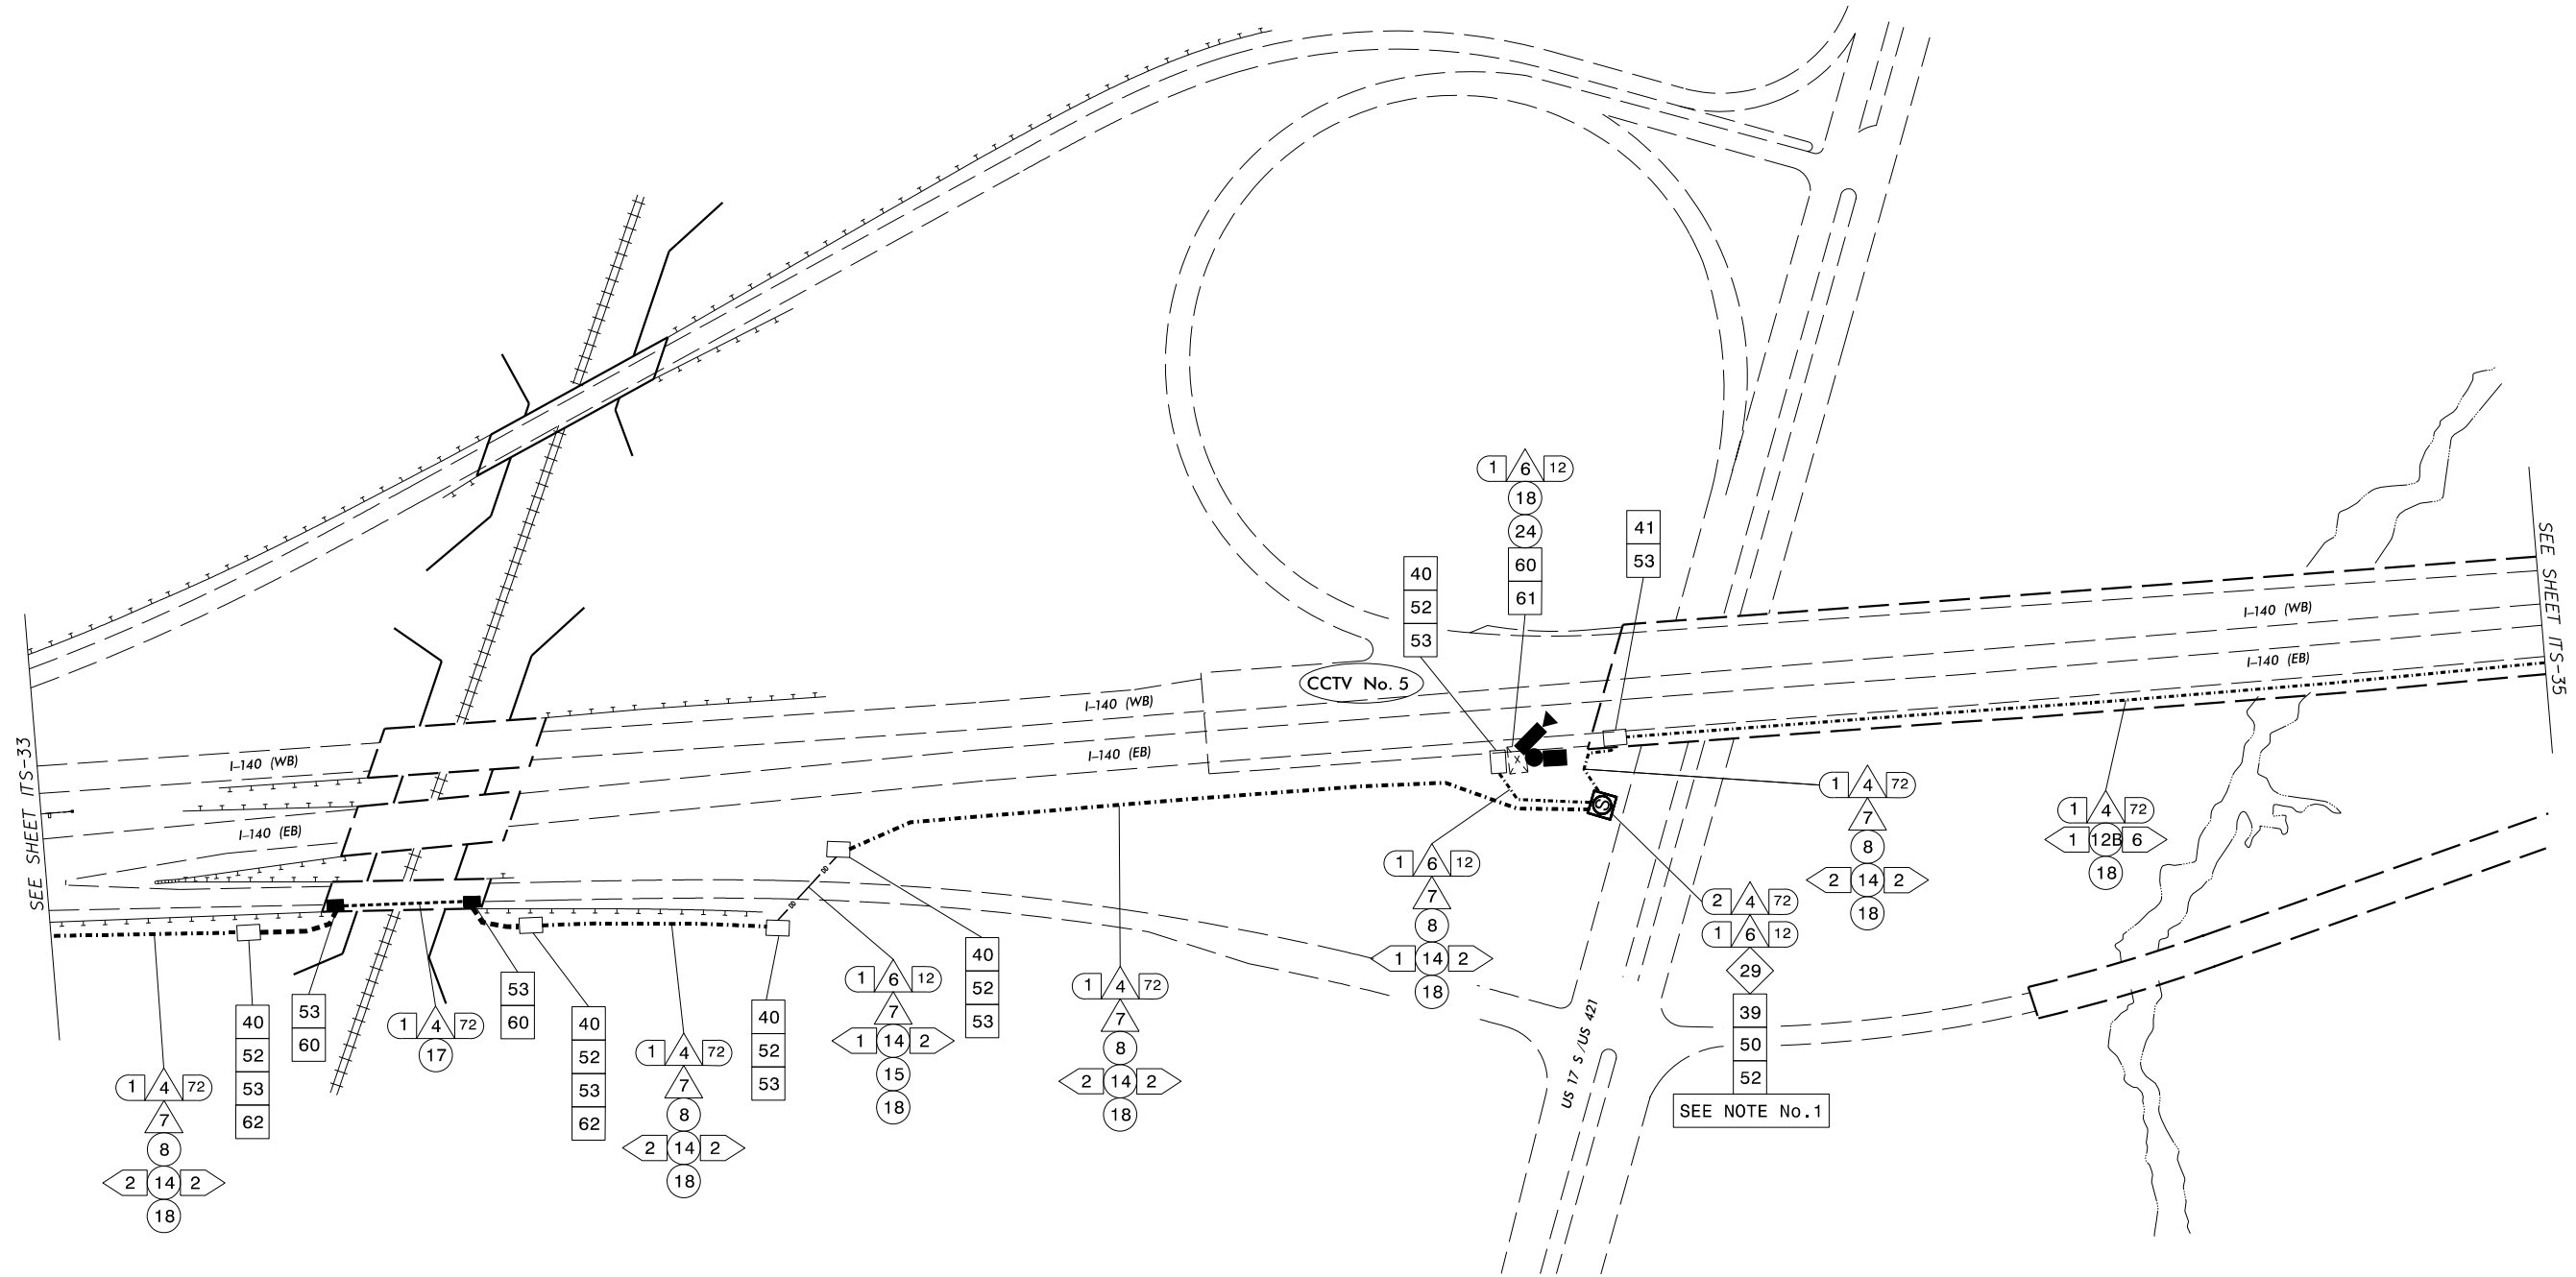 1 6 12
18
24
60
61
41
53
40
52
53
SEE SHEET ITS-35
I-140 (WB)
I-140 (EB)
CCTV No. 5
I-140 (WB)
I-140 (EB)
SEE SHEET ITS-33
I-140 (WB)
I-140 (EB)
S
X
1 4 72
7
8
2 14 2
18
1 4 72
1 12B 6
18
1 6 12
7
8
1 14 2
18
2 4 72
1 6 12
29
39
50
52
SEE NOTE No.1
US 17 S / US 421
DD
DD
1 4 72
7
8
2 14 2
18
40
52
53
62
53
60
1 4 72
17
53
60
40
52
53
62
1 4 72
7
8
2 14 2
18
40
52
53
1 6 12
7
1 14 2
15
18
40
52
53
1 4 72
7
8
2 14 2
18